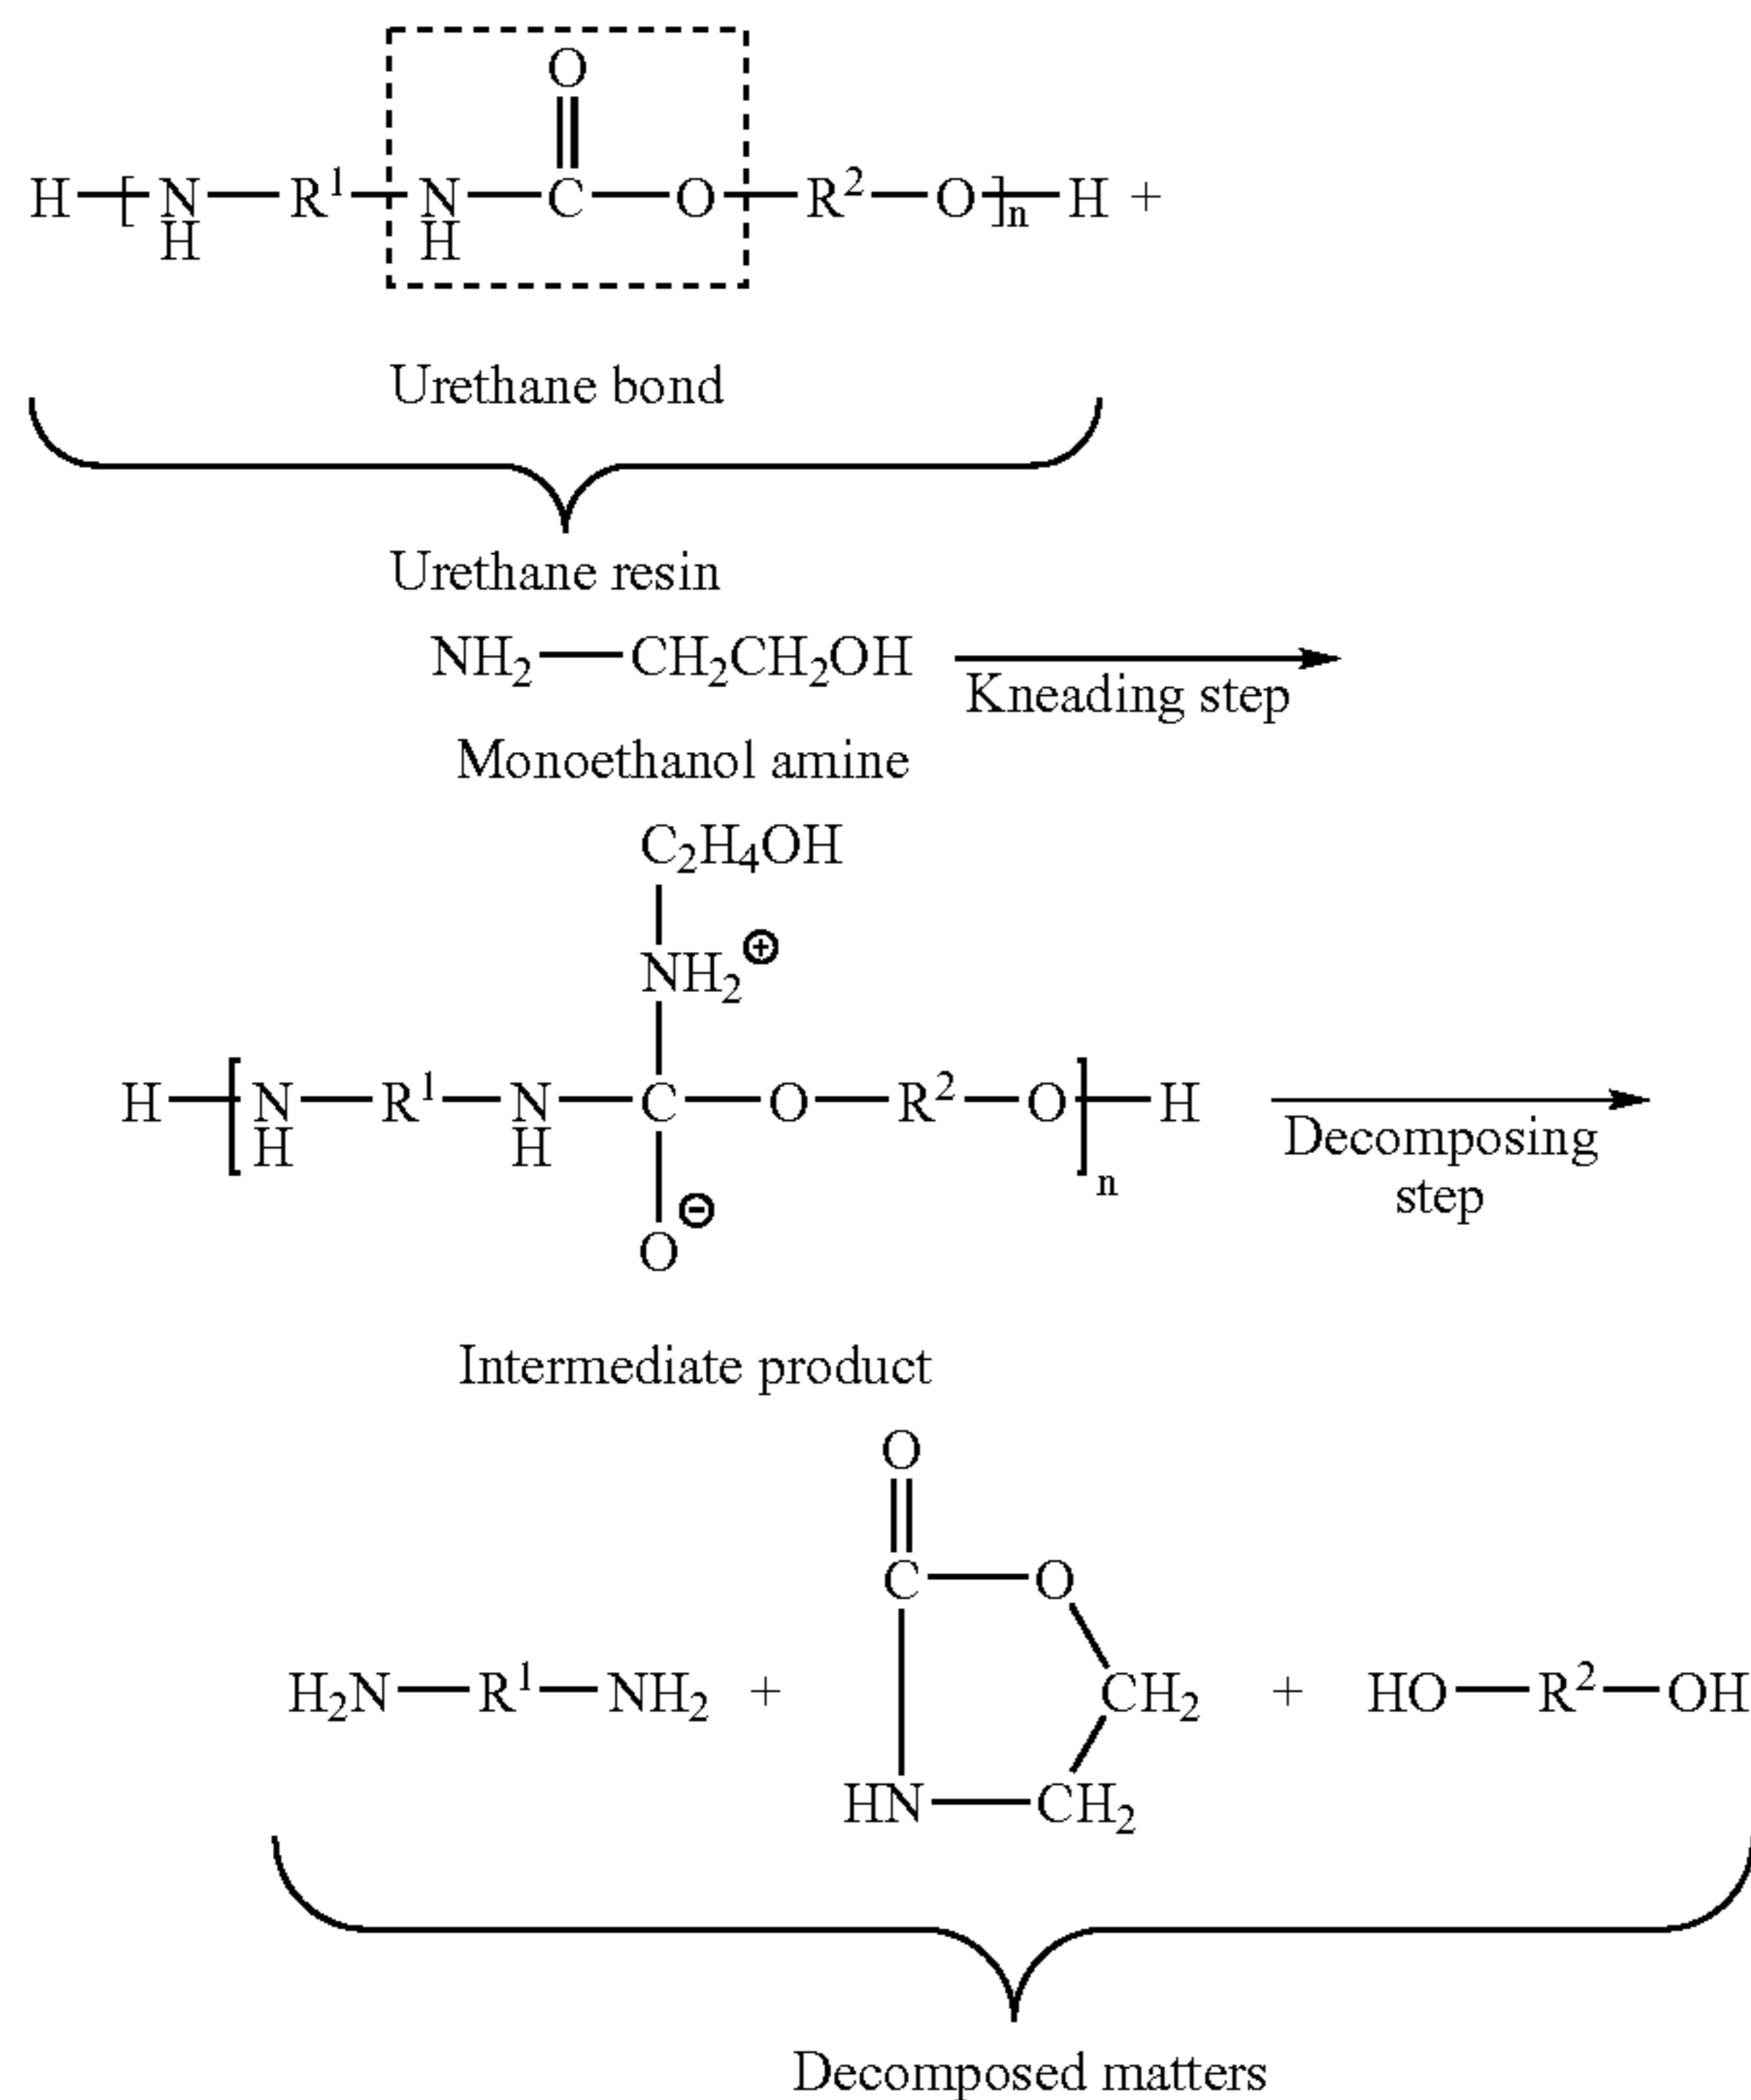 O
H [ N R¹ N C O R² O ]n H +
H H
Urethane bond
Urethane resin
NH₂ — CH₂CH₂OH
Kneading step
Monoethanol amine
C₂H₄OH
NH₂ ⊕
H [ N R¹ N C O R² O ]n H
H H
Decomposing
step
O ⊖
Intermediate product
O
C O
H₂N — R¹ — NH₂ + CH₂ + HO — R² — OH
HN CH₂
Decomposed matters